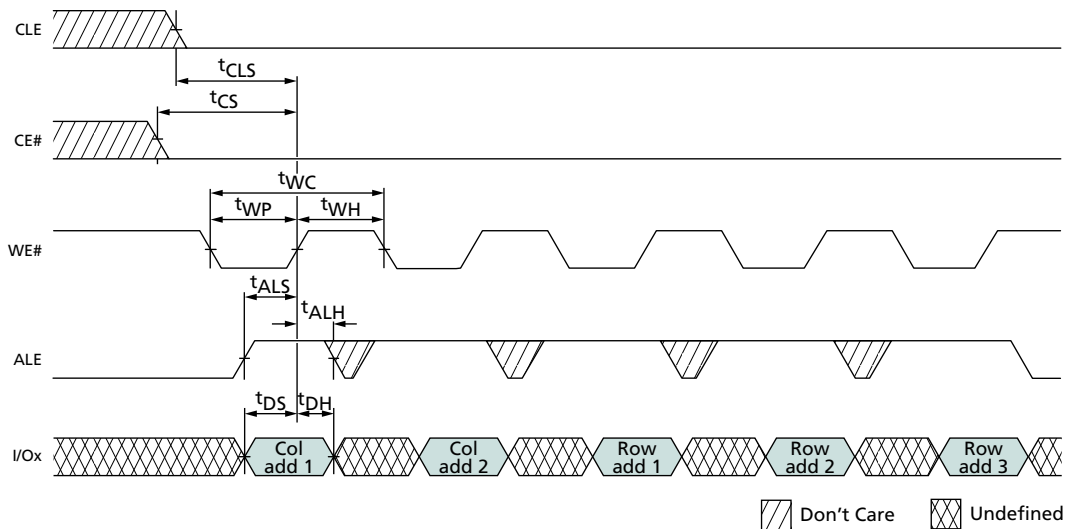 CLE
tCLS
tCS
CE#
tWC
tWP
tWH
WE#
tALS
tALH
ALE
tDS
tDH
I/Ox
Col
add 1
Col
add 2
Row
add 1
Row
add 2
Row
add 3
Don't Care
Undefined